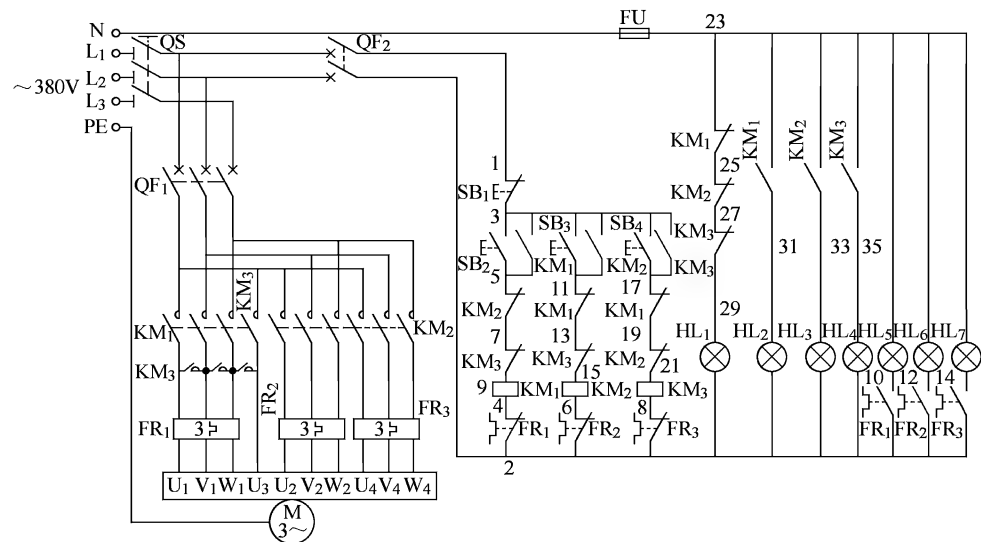 N QS QF2 FU 23
L1
L2
~380V
L3
PE
1 KM1 KM1 KM2 KM3
25
QF1 SB1 KM2
3 27
SB3 SB4 KM3
SB2 KM1 KM2 KM3 31 33 35
5 11 17
KM3
KM1 KM2 KM2 KM1 KM1 29
7 13 19
HL1 HL2 HL3 HL4 HL5 HL6 HL7
KM3 KM3 KM3 KM2
15 21 10 12 14
9 KM1 KM2 KM3
4 6 8
FR2 FR3
FR1 3 3 3 FR1 FR2 FR3 FR1 FR2 FR3
2
U1 V1 W1 U3 U2 V2 W2 U4 V4 W4
M
3~